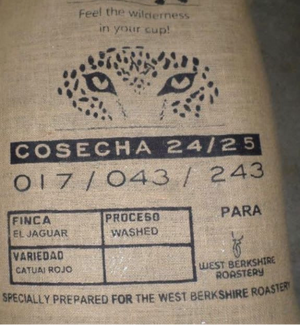 Feel the wilderness
in your cup!
COSECHA 24/25
017 / 043 / 243
FINCA
EL JAGUAR
PROCESO
WASHED
VARIEDAD
CATUAI ROJO
PARA
WEST BERKSHIRE
ROASTERY
SPECIALLY PREPARED FOR THE WEST BERKSHIRE ROASTERY